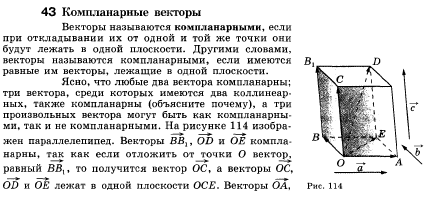 43 Компланарные векторы
Векторы называются компланарными, если
при откладывании их от одной и той же точки они
будут лежать в одной плоскости. Другими словами,
векторы называются компланарными, если имеются
равные им векторы, лежащие в одной плоскости.
Ясно, что любые два вектора компланарны;
три вектора, среди которых имеются два коллинеар-
ных, также компланарны (объясните почему), а три
произвольных вектора могут быть как компланарны-
ми, так и не компланарными. На рисунке 114 изобра-
жен параллелепипед. Векторы BB₁, OD и OE компла-
нарны, так как если отложить от точки O вектор,
равный BB₁, то получится вектор OC, а векторы OC,
OD и OE лежат в одной плоскости OCE. Векторы OA,
B₁
D
C
c
B
E
b
O
a
A
Рис. 114